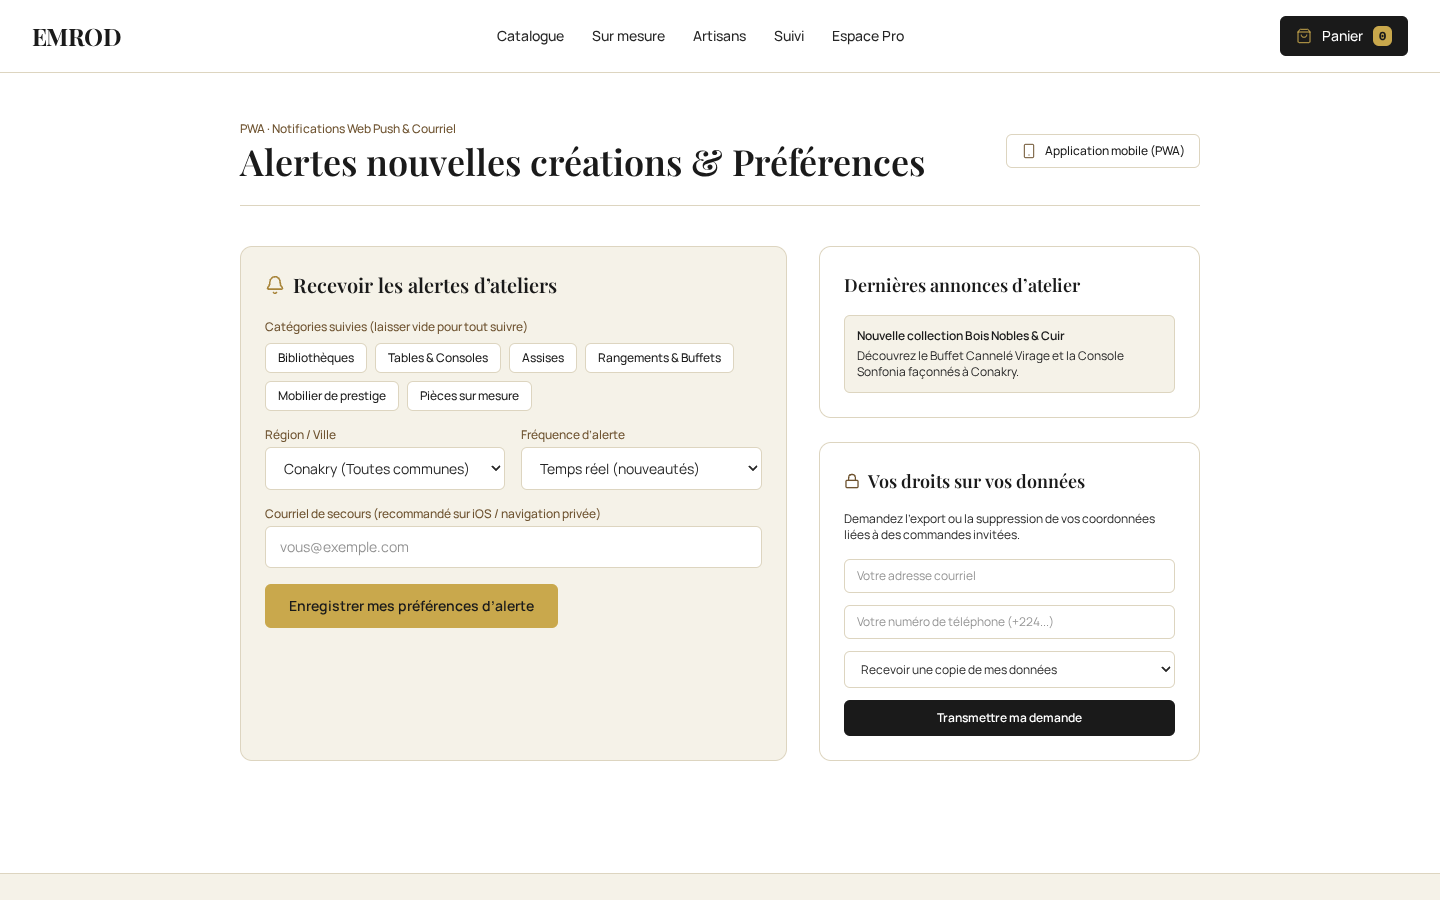 EMROD
Catalogue
Sur mesure
Artisans
Suivi
Espace Pro
Panier 0
PWA · Notifications Web Push & Courriel
Alertes nouvelles créations & Préférences
Application mobile (PWA)
Recevoir les alertes d’ateliers
Catégories suivies (laisser vide pour tout suivre)
Bibliothèques
Tables & Consoles
Assises
Rangements & Buffets
Mobilier de prestige
Pièces sur mesure
Région / Ville
Conakry (Toutes communes)
Fréquence d'alerte
Temps réel (nouveautés)
Courriel de secours (recommandé sur iOS / navigation privée)
vous@exemple.com
Enregistrer mes préférences d’alerte
Dernières annonces d’atelier
Nouvelle collection Bois Nobles & Cuir
Découvrez le Buffet Cannelé Virage et la Console
Sonfonia façonnés à Conakry.
Vos droits sur vos données
Demandez l'export ou la suppression de vos coordonnées
liées à des commandes invitées.
Votre adresse courriel
Votre numéro de téléphone (+224...)
Recevoir une copie de mes données
Transmettre ma demande